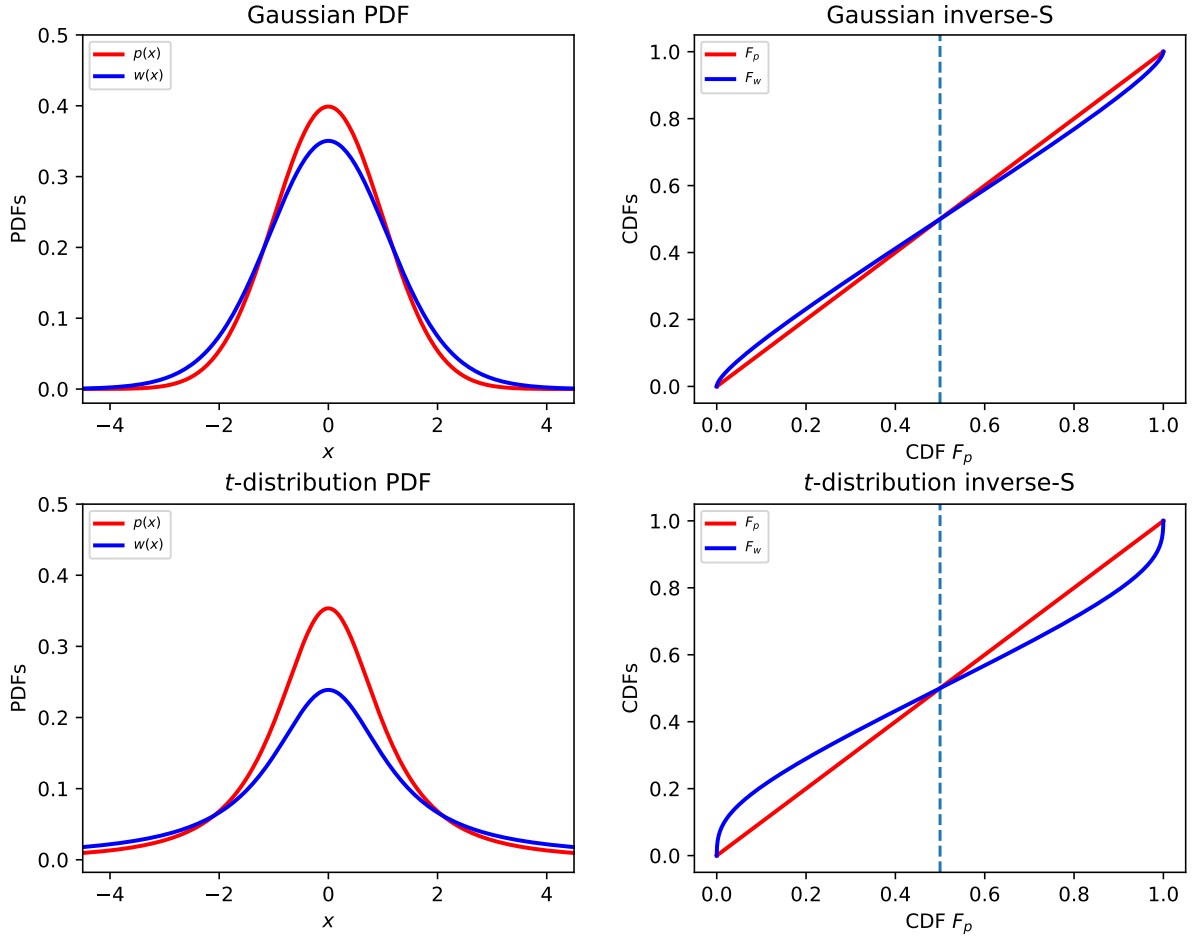 Gaussian PDF
0.5
0.4
0.3
0.2
0.1
0.0
PDFs
p(x)
w(x)
−4 −2 0 2 4
x
Gaussian inverse-S
1.0
0.8
0.6
0.4
0.2
0.0
CDFs
F_p
F_w
0.0 0.2 0.4 0.6 0.8 1.0
CDF F_p
t-distribution PDF
0.5
0.4
0.3
0.2
0.1
0.0
PDFs
p(x)
w(x)
−4 −2 0 2 4
x
t-distribution inverse-S
1.0
0.8
0.6
0.4
0.2
0.0
CDFs
F_p
F_w
0.0 0.2 0.4 0.6 0.8 1.0
CDF F_p